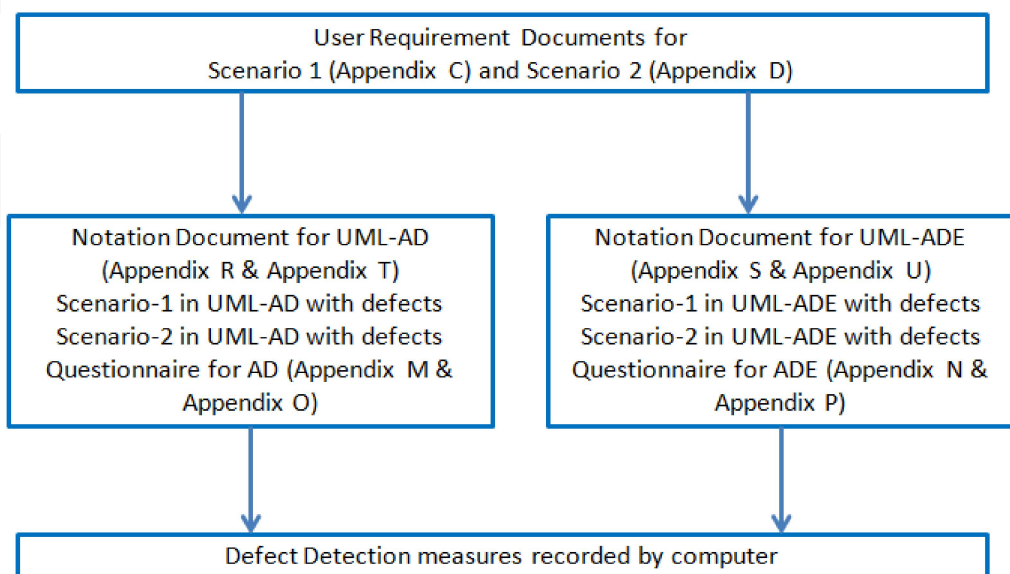 User Requirement Documents for
Scenario 1 (Appendix C) and Scenario 2 (Appendix D)
Notation Document for UML-AD
(Appendix R & Appendix T)
Scenario-1 in UML-AD with defects
Scenario-2 in UML-AD with defects
Questionnaire for AD (Appendix M &
Appendix O)
Notation Document for UML-ADE
(Appendix S & Appendix U)
Scenario-1 in UML-ADE with defects
Scenario-2 in UML-ADE with defects
Questionnaire for ADE (Appendix N &
Appendix P)
Defect Detection measures recorded by computer